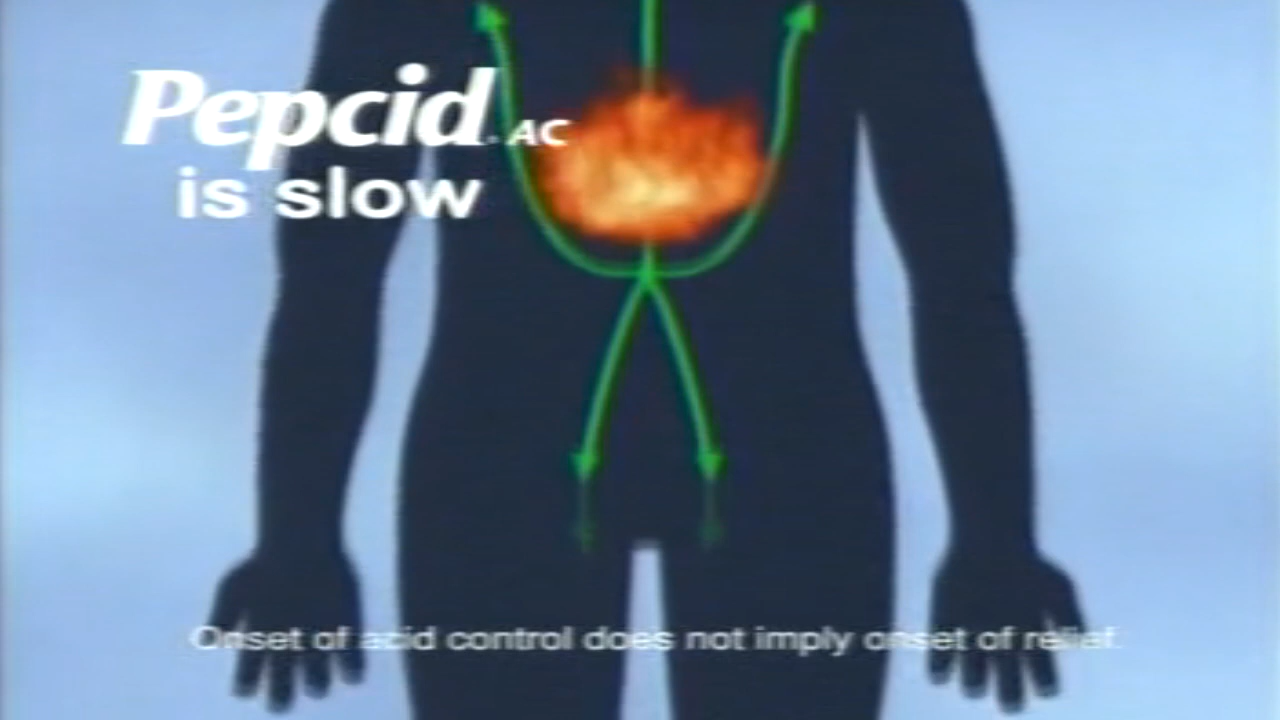 Pepcid AC
is slow
Onset of acid control does not imply onset of relief.